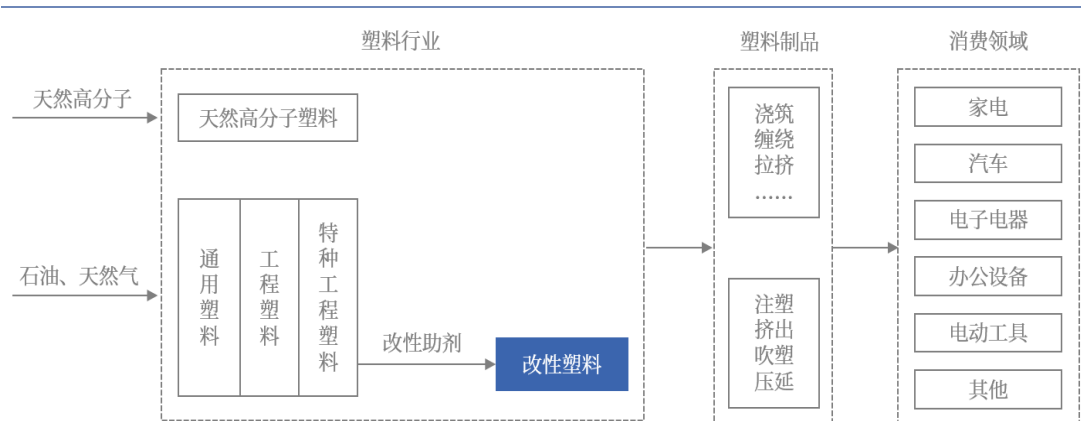 塑料行业
塑料制品
消费领域
天然高分子
天然高分子塑料
石油、天然气
通用塑料
工程塑料
特种工程塑料
改性助剂
改性塑料
浇筑
缠绕
拉挤
……
注塑
挤出
吹塑
压延
家电
汽车
电子电器
办公设备
电动工具
其他